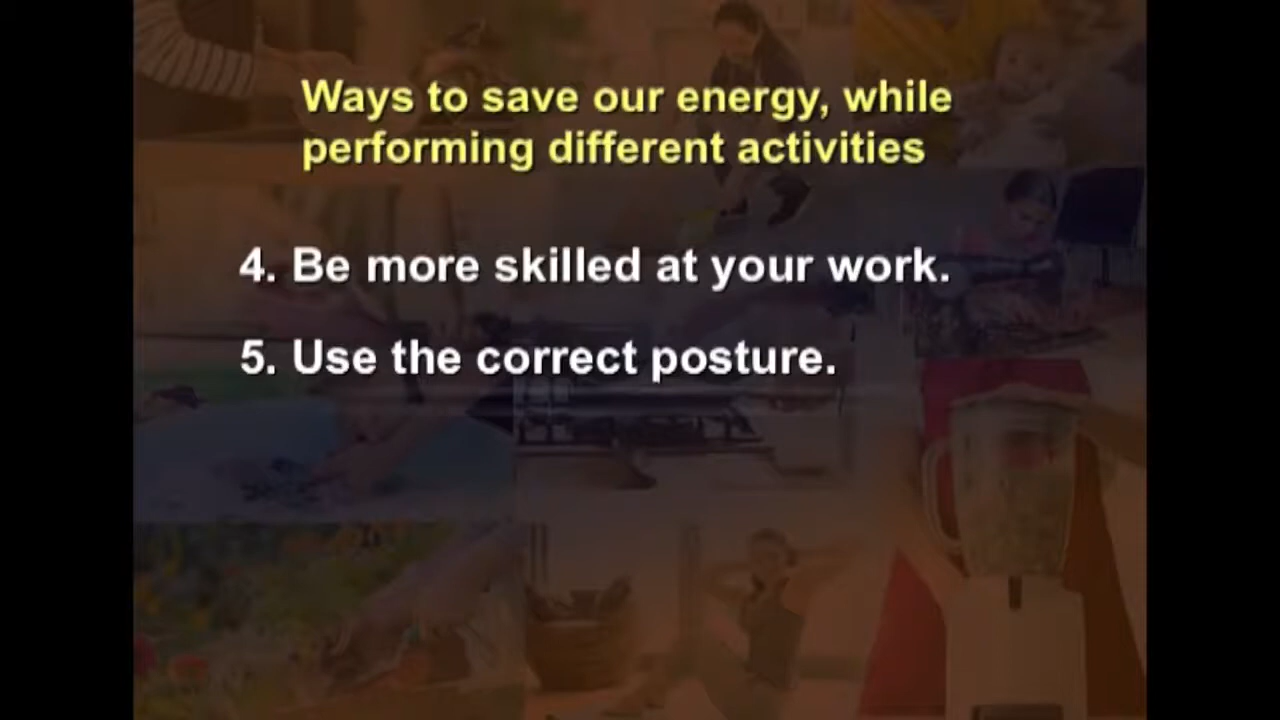 Ways to save our energy, while
performing different activities
4. Be more skilled at your work.
5. Use the correct posture.